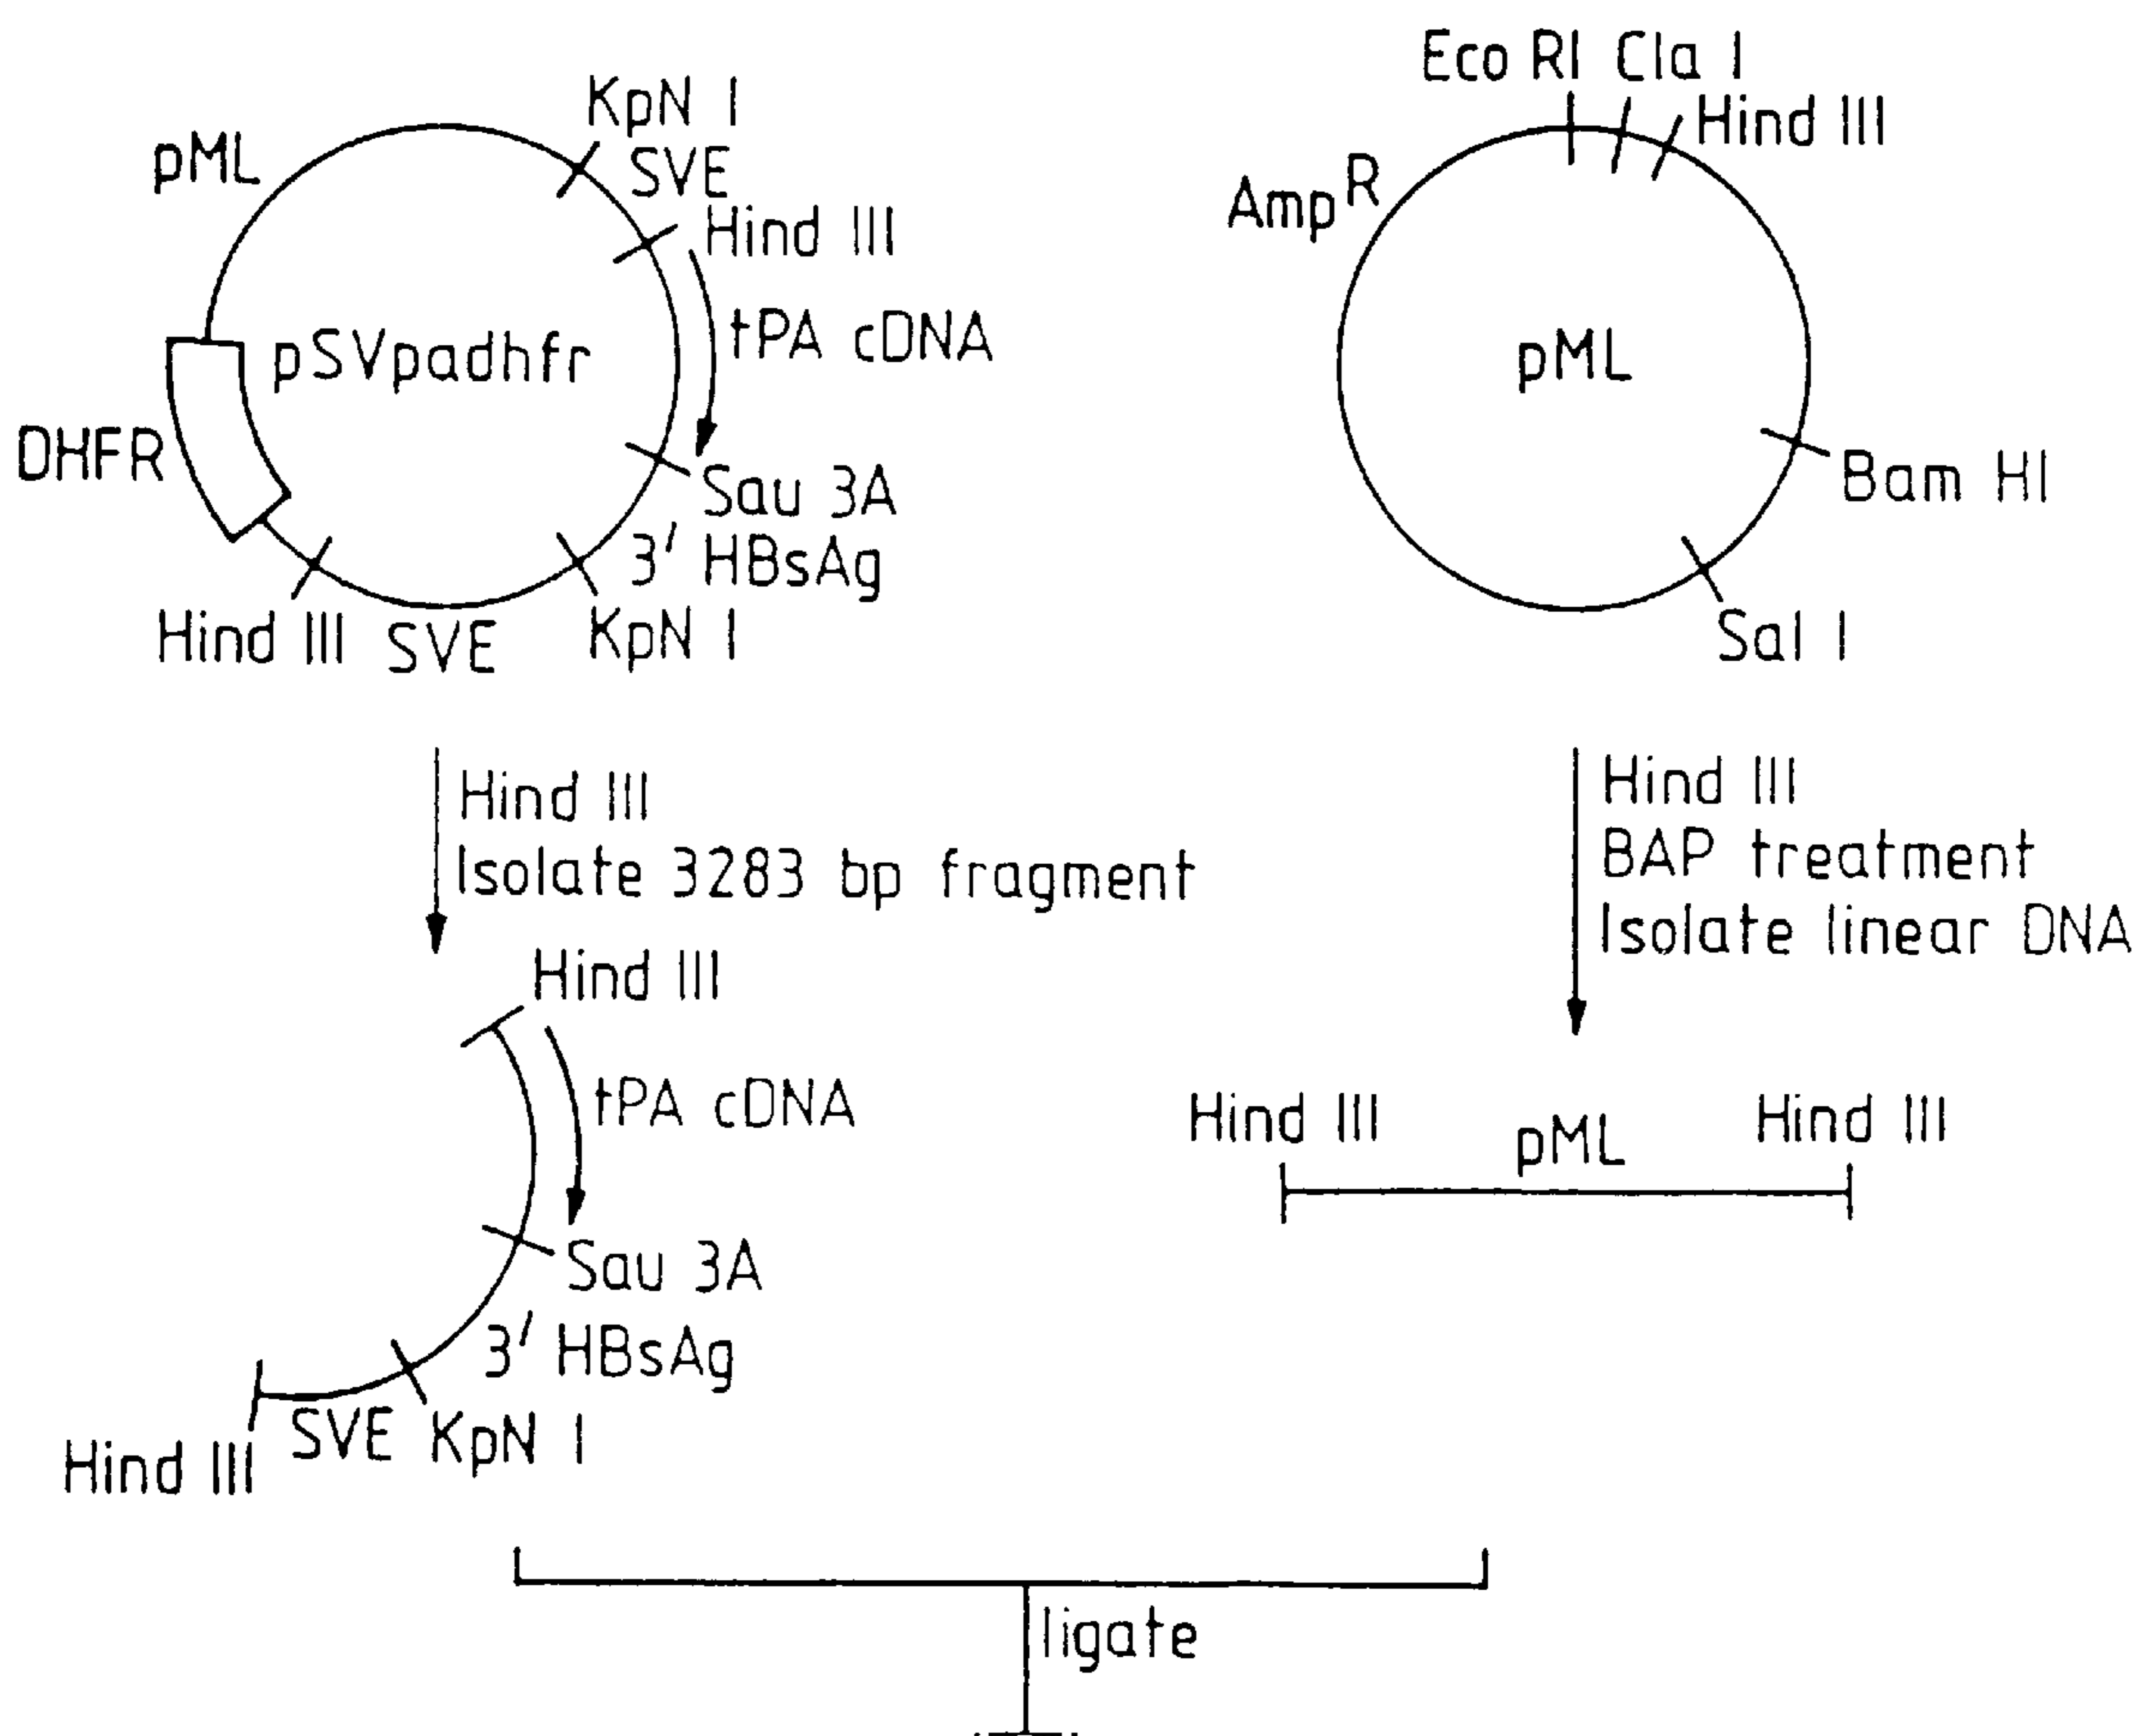 pML
KpN I
SVE
Hind III
tPA cDNA
pSVpadhfr
DHFR
Sau 3A
3' HBsAg
KpN I
SVE
Hind III
Eco RI Cla I
Hind III
Amp R
pML
Bam HI
Sal I
Hind III
Isolate 3283 bp fragment
Hind III
BAP treatment
Isolate linear DNA
Hind III
tPA cDNA
Sau 3A
3' HBsAg
KpN I
SVE
Hind III
Hind III
pML
Hind III
ligate